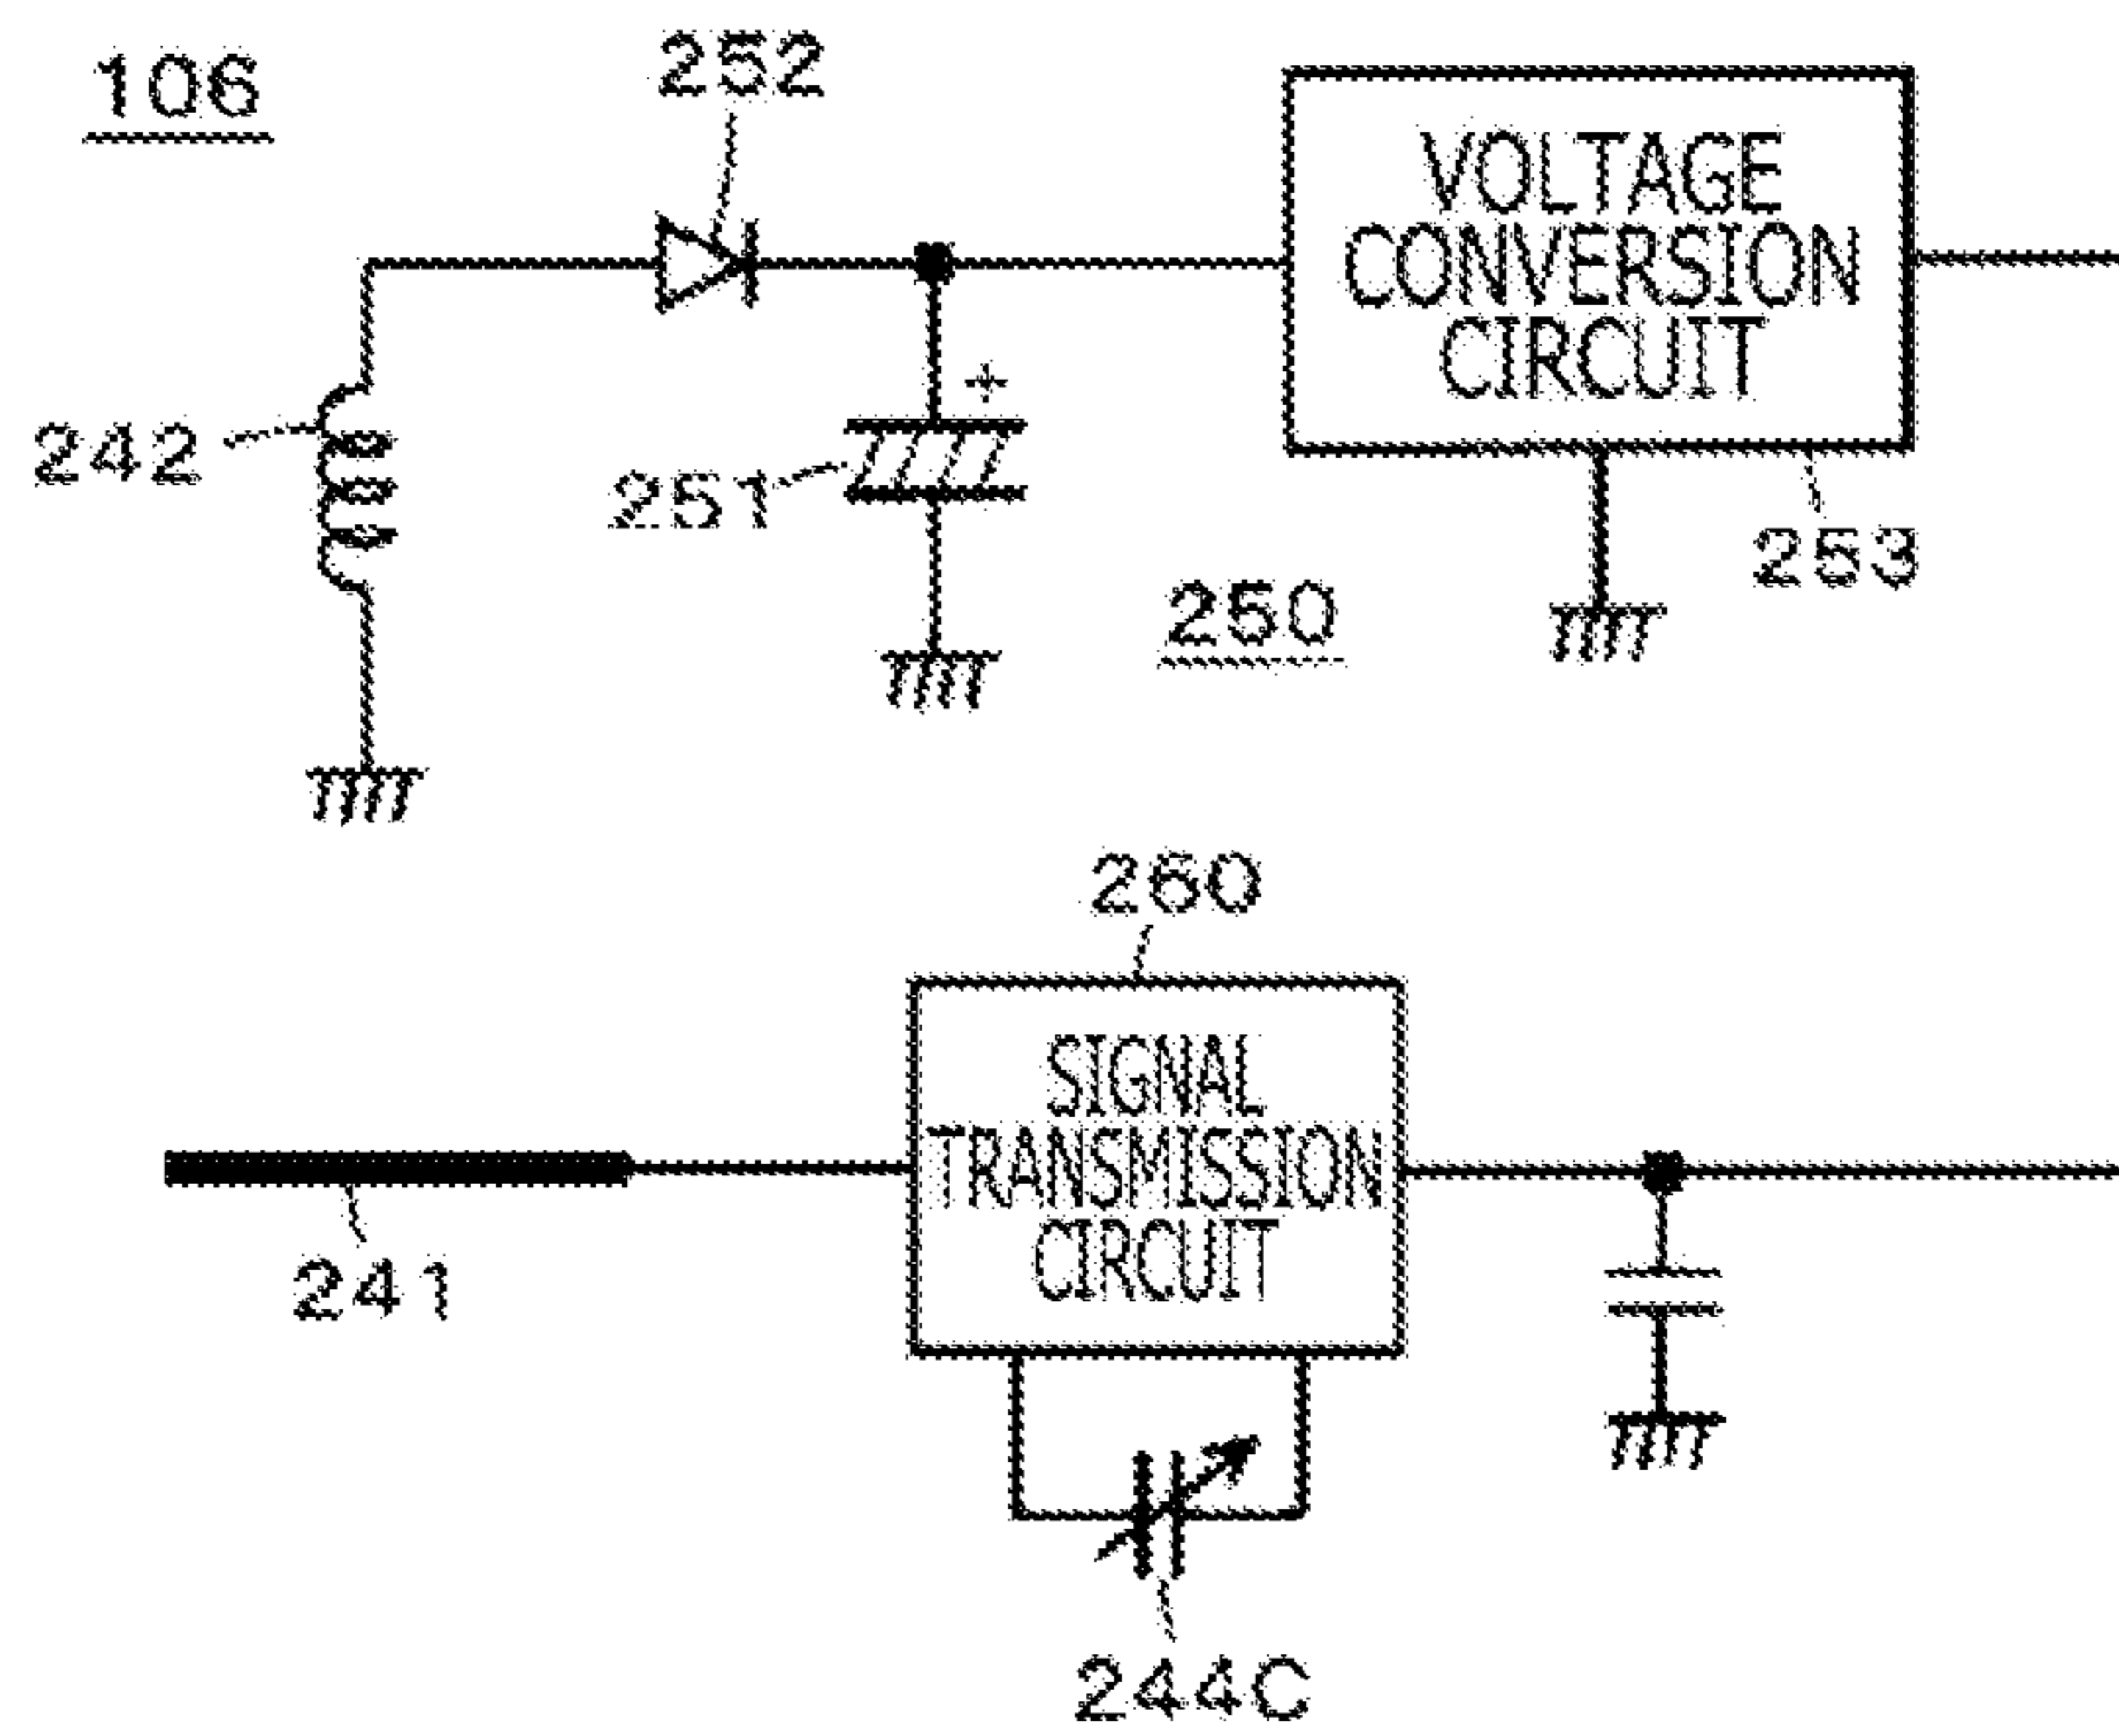 106
252
VOLTAGE
CONVERSION
CIRCUIT
+
242
251
253
250
260
SIGNAL
TRANSMISSION
CIRCUIT
241
244C